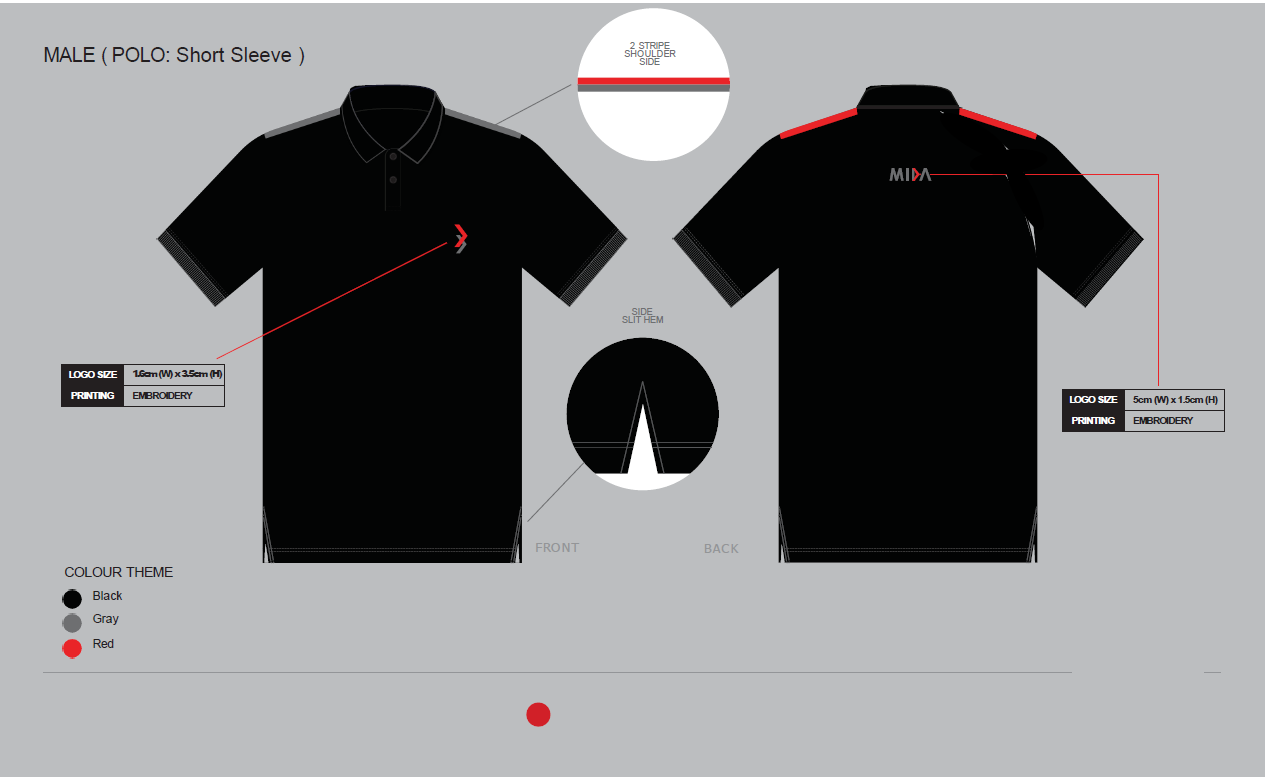 MALE ( POLO: Short Sleeve )
2 STRIPE
SHOULDER
SIDE
MIDA
SIDE
SLIT HEM
LOGO SIZE 1.6cm (W) x 3.5cm (H)
PRINTING EMBROIDERY
LOGO SIZE 5cm (W) x 1.5cm (H)
PRINTING EMBROIDERY
FRONT
BACK
COLOUR THEME
Black
Gray
Red